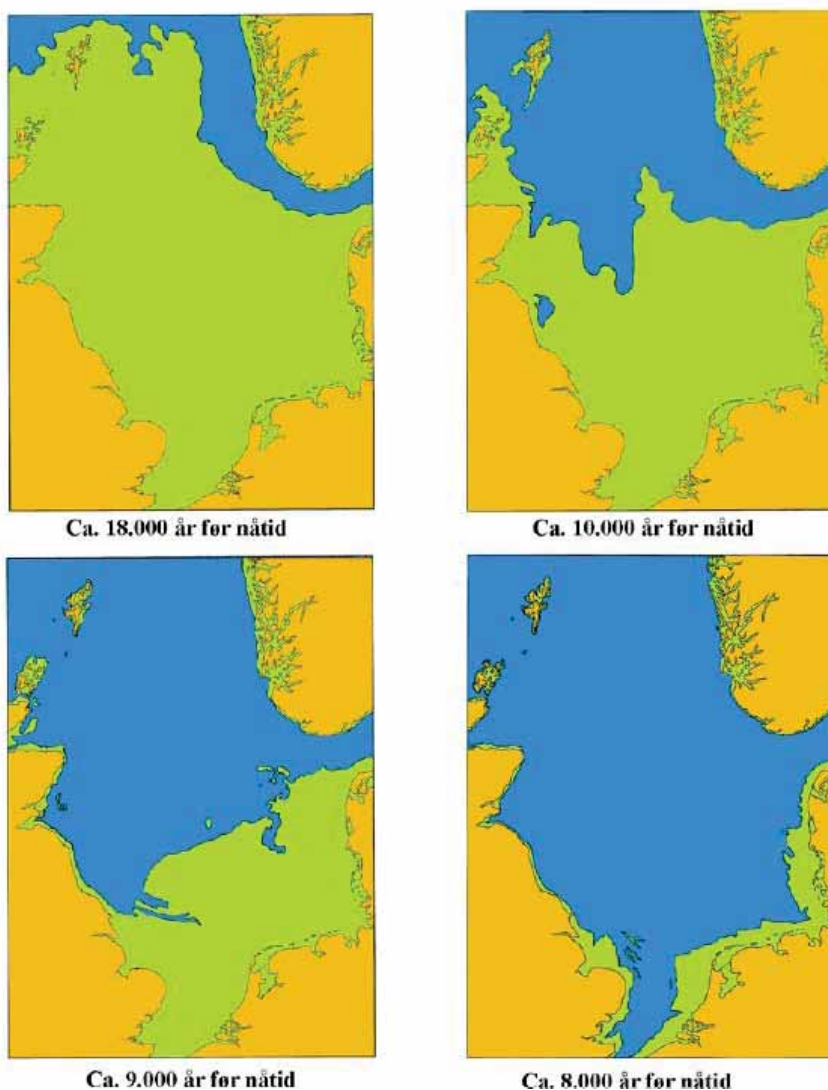 Ca. 18.000 år før nåtid
Ca. 10.000 år før nåtid
Ca. 9.000 år før nåtid
Ca. 8.000 år før nåtid